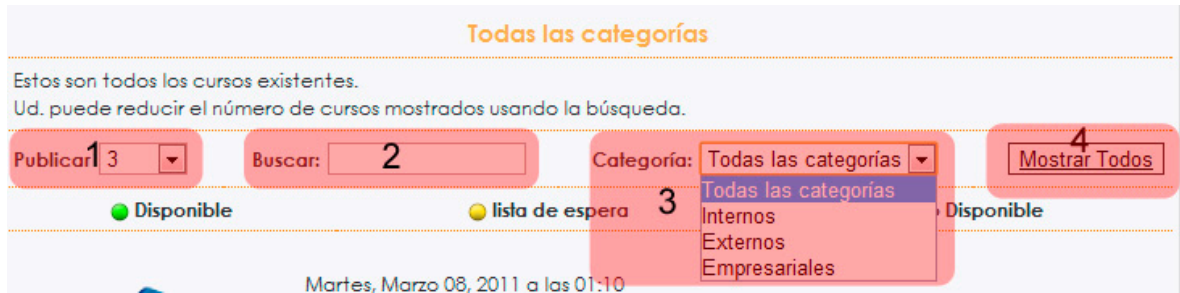 Todas las categorías
Estos son todos los cursos existentes.
Ud. puede reducir el número de cursos mostrados usando la búsqueda.
Publicar 1 3 Buscar: 2 Categoría: Todas las categorías 4 Mostrar Todos
Todas las categorías
Disponible lista de espera 3 Internos Disponible
Externos
Empresariales
Martes, Marzo 08, 2011 a las 01:10